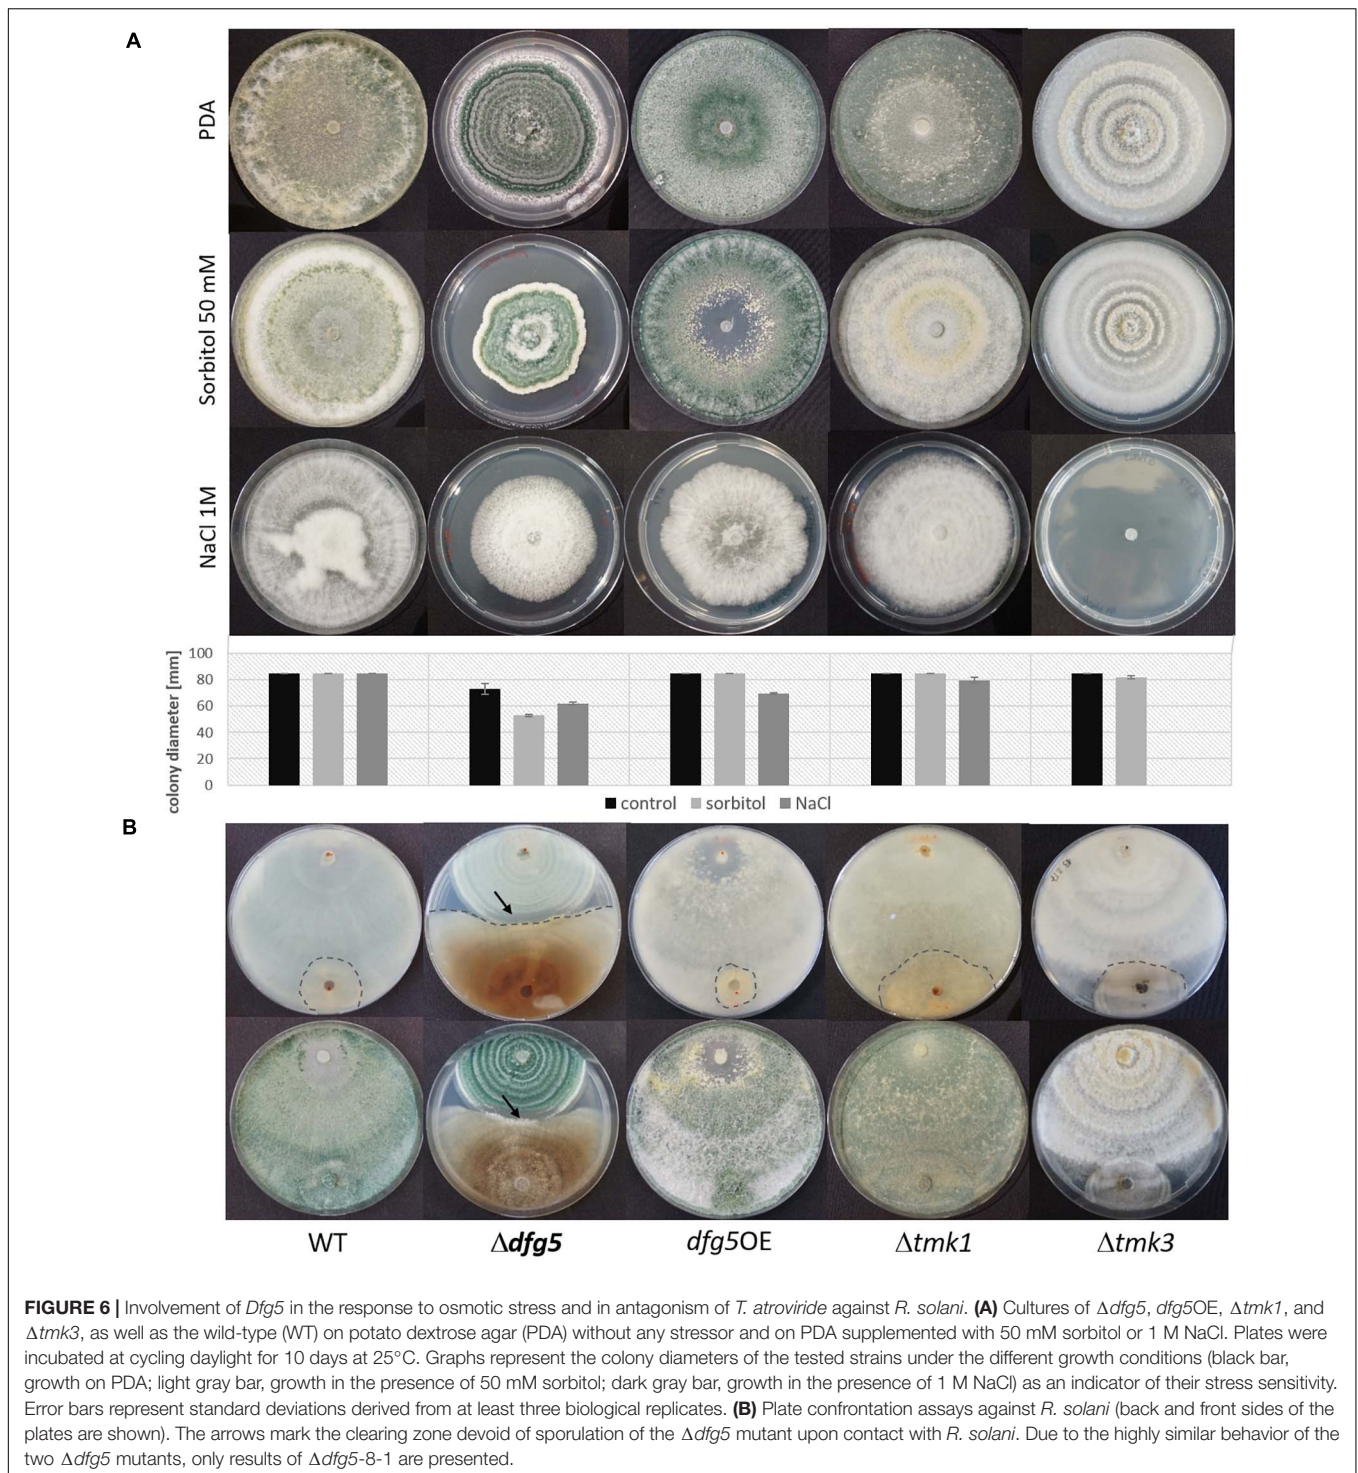 A
PDA
Sorbitol 50 mM
NaCl 1M
colony diameter [mm]
100
80
60
40
20
0
control sorbitol NaCl
B
WT Δdfg5 dfg5OE Δtmk1 Δtmk3
FIGURE 6 | Involvement of Dfg5 in the response to osmotic stress and in antagonism of T. atroviride against R. solani. (A) Cultures of Δdfg5, dfg5OE, Δtmk1, and
Δtmk3, as well as the wild-type (WT) on potato dextrose agar (PDA) without any stressor and on PDA supplemented with 50 mM sorbitol or 1 M NaCl. Plates were
incubated at cycling daylight for 10 days at 25°C. Graphs represent the colony diameters of the tested strains under the different growth conditions (black bar,
growth on PDA; light gray bar, growth in the presence of 50 mM sorbitol; dark gray bar, growth in the presence of 1 M NaCl) as an indicator of their stress sensitivity.
Error bars represent standard deviations derived from at least three biological replicates. (B) Plate confrontation assays against R. solani (back and front sides of the
plates are shown). The arrows mark the clearing zone devoid of sporulation of the Δdfg5 mutant upon contact with R. solani. Due to the highly similar behavior of the
two Δdfg5 mutants, only results of Δdfg5-8-1 are presented.